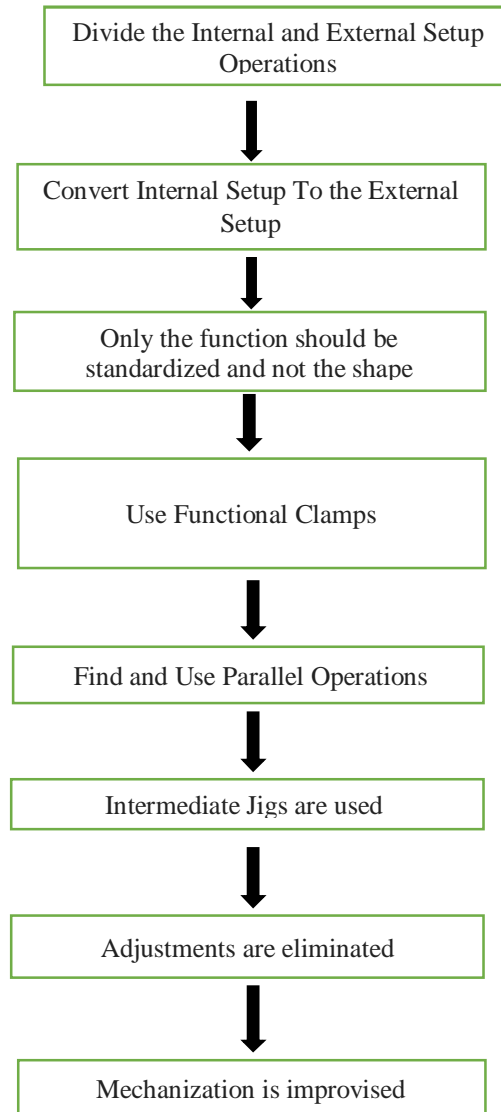 Divide the Internal and External Setup
Operations
Convert Internal Setup To the External
Setup
Only the function should be
standardized and not the shape
Use Functional Clamps
Find and Use Parallel Operations
Intermediate Jigs are used
Adjustments are eliminated
Mechanization is improvised